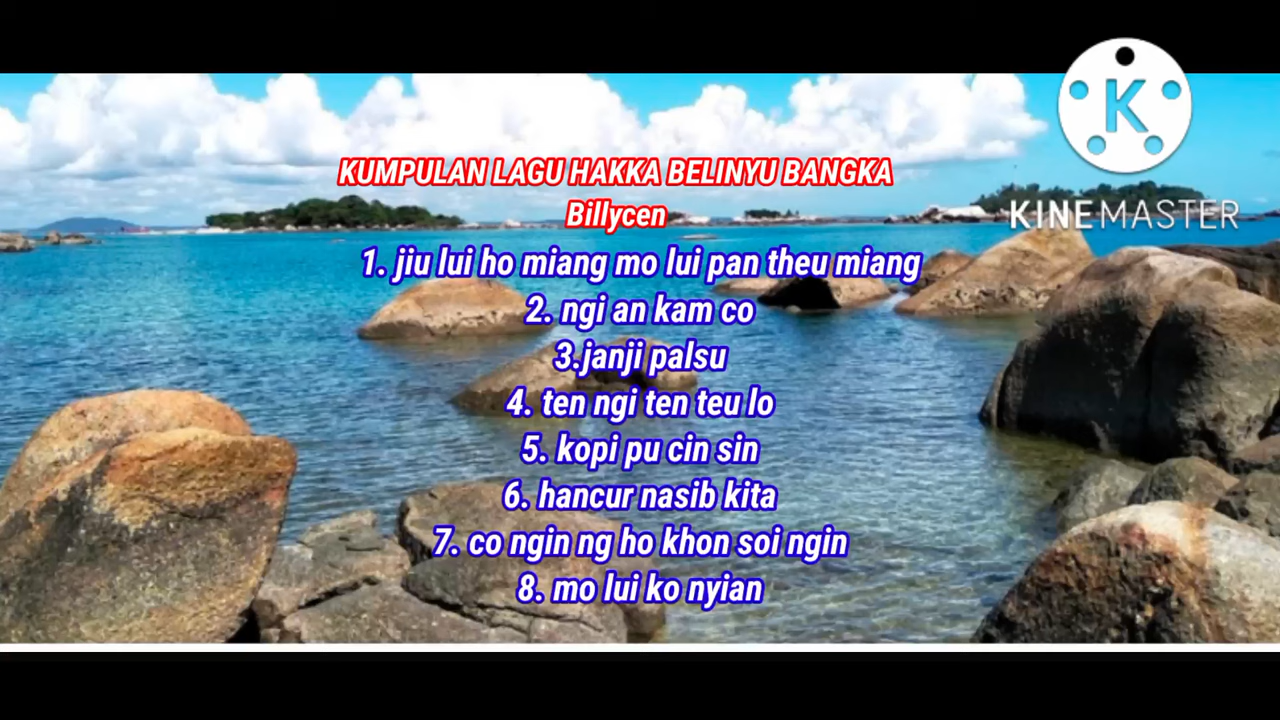 KUMPULAN LAGU HAKKA BELINYU BANGKA
Billycen
1. jiu lui ho miang mo lui pan theu miang
2. ngi an kam co
3.janji palsu
4. ten ngi ten teu lo
5. kopi pu cin sin
6. hancur nasib kita
7. co ngin ng ho khon soi ngin
8. mo lui ko nyian
K
KINEMASTER